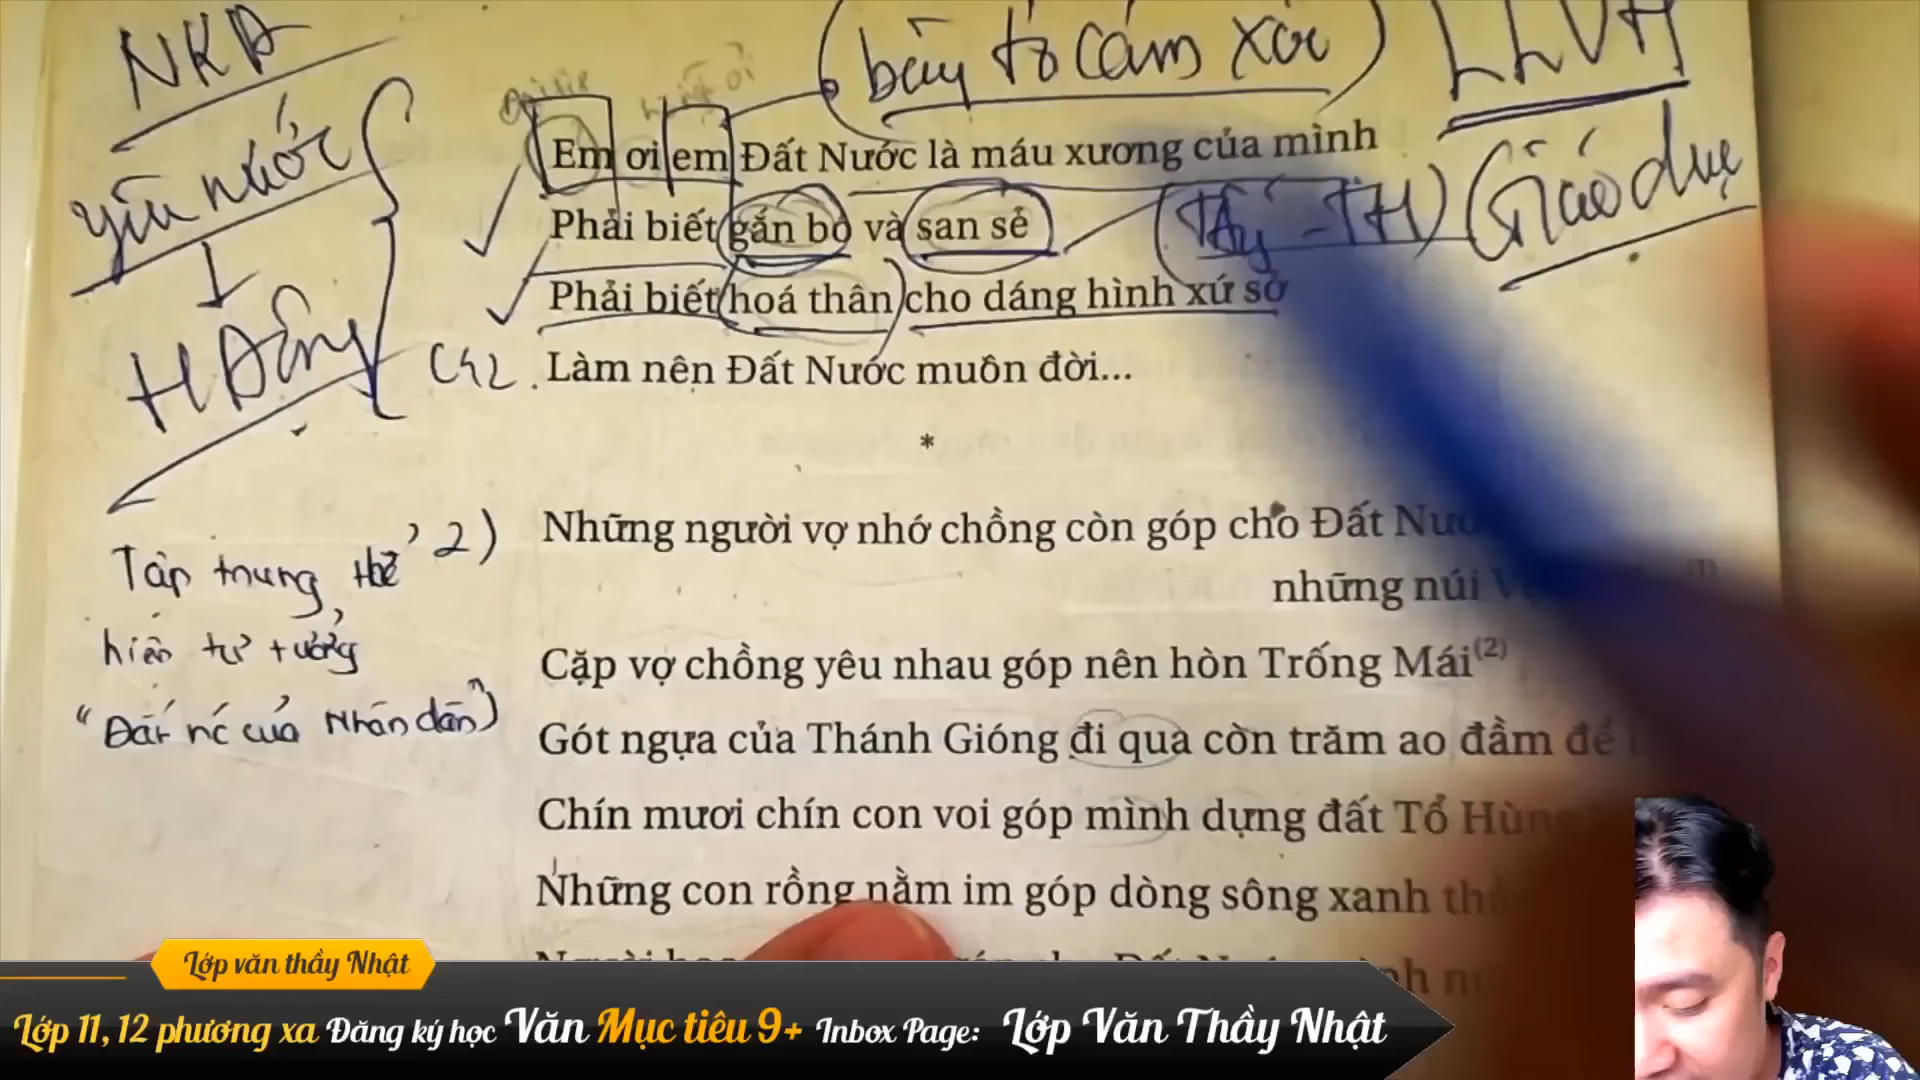 NKĐ
yêu nước
HĐộng
bày tỏ cảm xúc
LLVH
Giáo dục
Em ơi em Đất Nước là máu xương của mình
Phải biết gắn bó và san sẻ
Phải biết hoá thân cho dáng hình xứ sở
Làm nên Đất Nước muôn đời...
*
2) Những người vợ nhớ chồng còn góp cho Đất
những núi
Cặp vợ chồng yêu nhau góp nên hòn Trống Mái(2)
Gót ngựa của Thánh Gióng đi qua còn trăm ao đầm để
Chín mươi chín con voi góp mình dựng đất Tổ
Những con rồng nằm im góp dòng sông xanh
Tập trung thể
hiện tư tưởng
"Đất nc của Nhân dân"
Lớp văn thầy Nhật
Lớp 11, 12 phương xa Đăng ký học Văn Mục tiêu 9+ Inbox Page: Lớp Văn Thầy Nhật